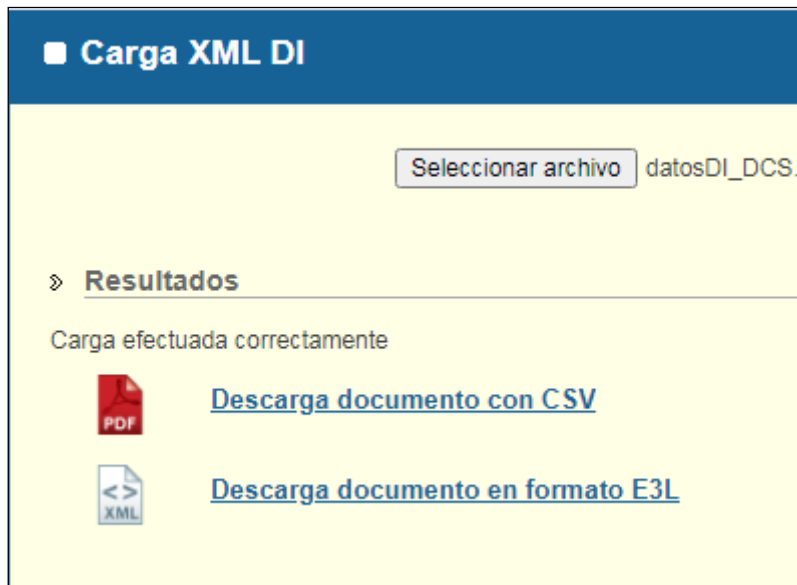 Carga XML DI
Seleccionar archivo datosDI_DCS.
Resultados
Carga efectuada correctamente
PDF
Descarga documento con CSV
<>
XML
Descarga documento en formato E3L